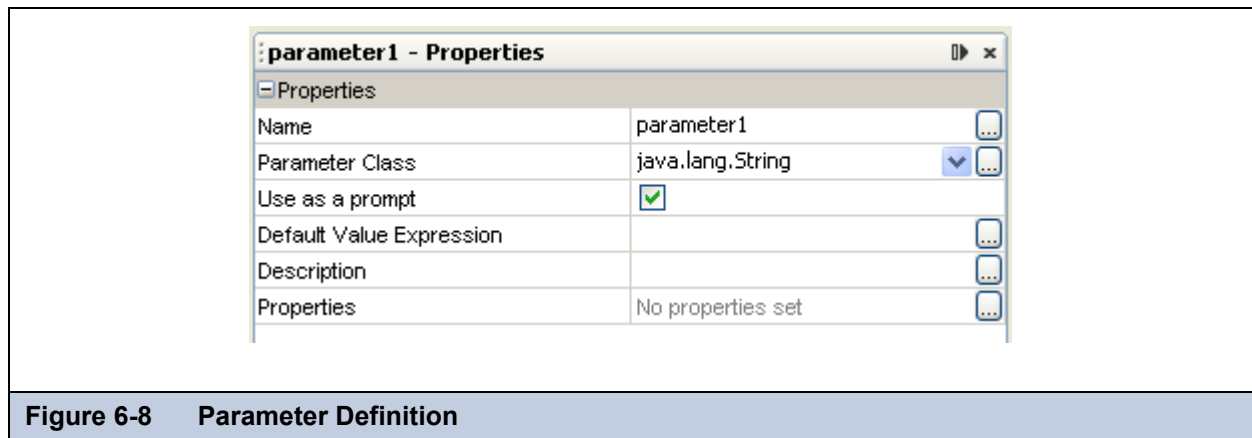 parameter1 - Properties
Properties
Name parameter1 ...
Parameter Class java.lang.String ...
Use as a prompt
Default Value Expression ...
Description ...
Properties No properties set ...
Figure 6-8 Parameter Definition